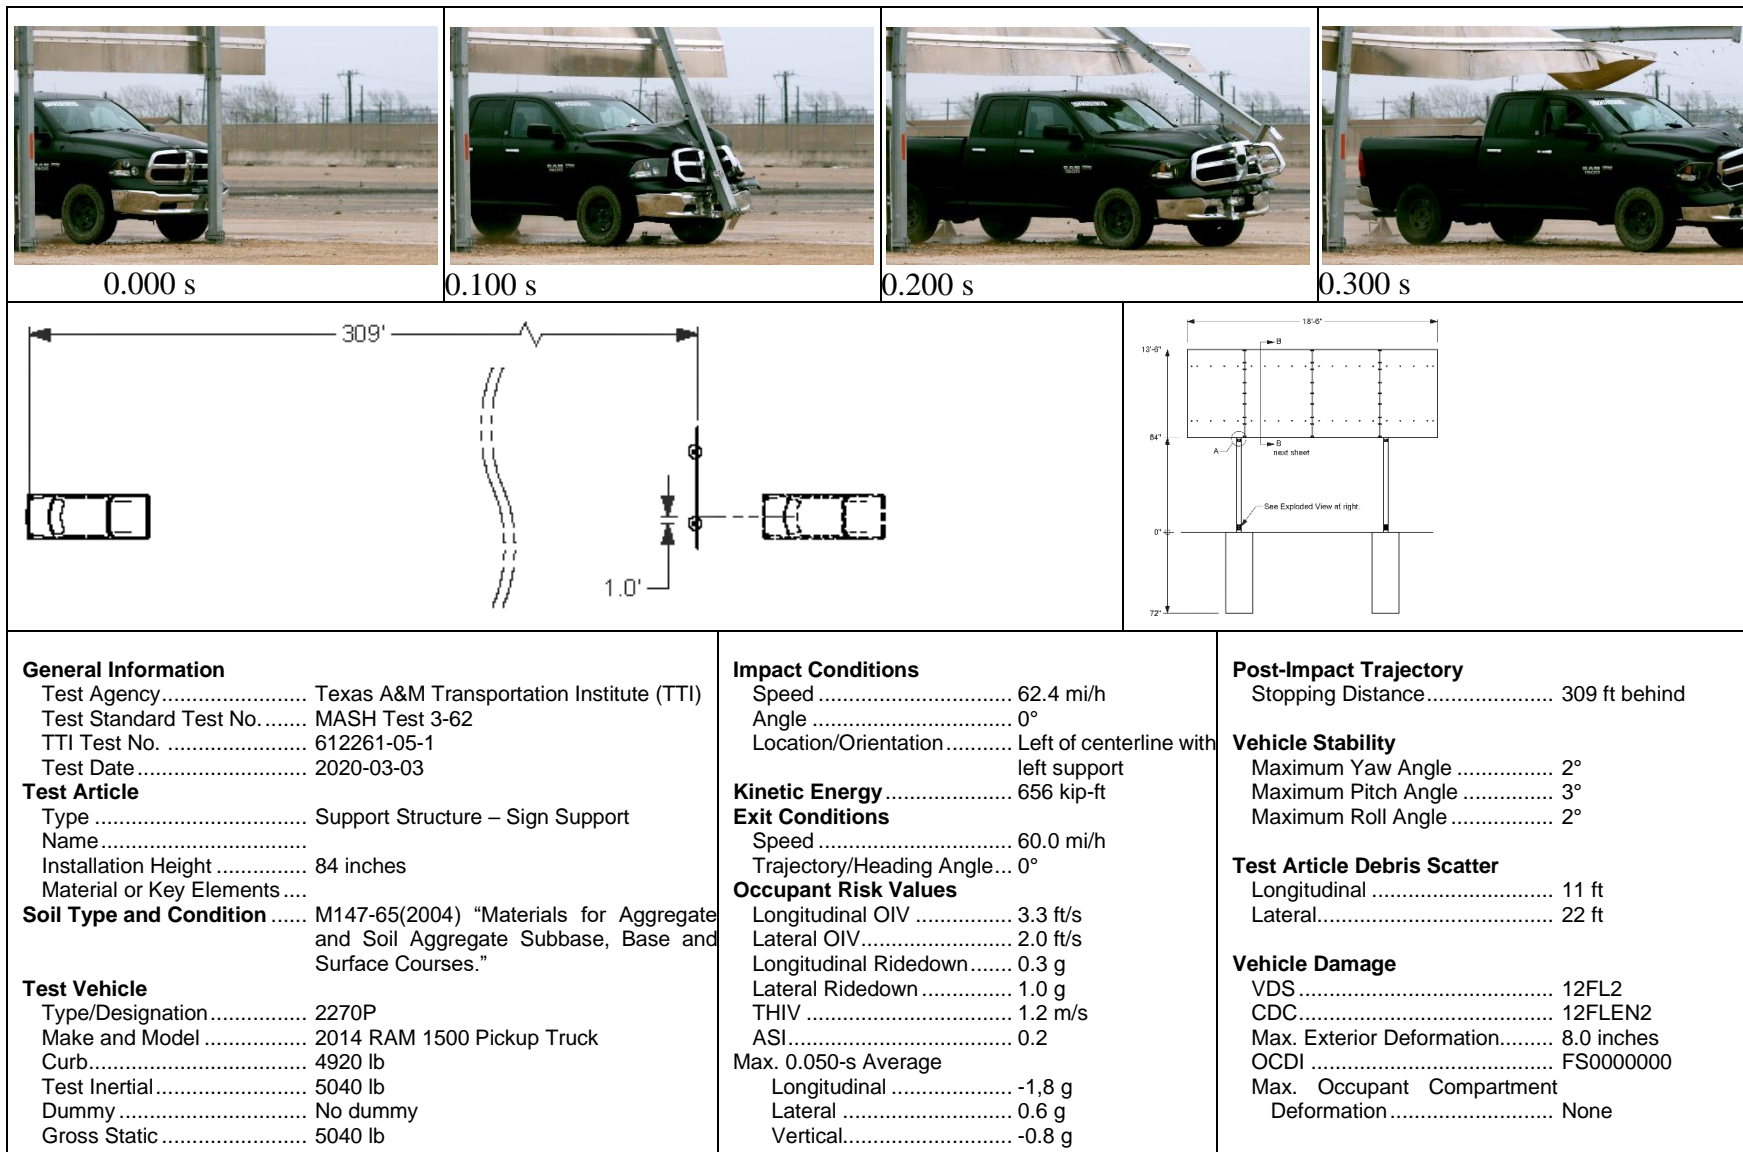 0.000 s
0.100 s
0.200 s
0.300 s
309'
1.0'
18'-6"
13'-6"
B
84"
A
B
next sheet
See Exploded View at right.
0"
72"
General Information
Test Agency.......................... Texas A&M Transportation Institute (TTI)
Test Standard Test No. ....... MASH Test 3-62
TTI Test No. ......................... 612261-05-1
Test Date............................... 2020-03-03
Test Article
Type ...................................... Support Structure – Sign Support
Name.....................................
Installation Height ................ 84 inches
Material or Key Elements ....
Soil Type and Condition ...... M147-65(2004) “Materials for Aggregate
and Soil Aggregate Subbase, Base and
Surface Courses.”
Test Vehicle
Type/Designation................. 2270P
Make and Model .................. 2014 RAM 1500 Pickup Truck
Curb....................................... 4920 lb
Test Inertial........................... 5040 lb
Dummy.................................. No dummy
Gross Static .......................... 5040 lb
Impact Conditions
Speed ................................... 62.4 mi/h
Angle .................................... 0°
Location/Orientation............ Left of centerline with
left support
Kinetic Energy....................... 656 kip-ft
Exit Conditions
Speed ................................... 60.0 mi/h
Trajectory/Heading Angle... 0°
Occupant Risk Values
Longitudinal OIV ................. 3.3 ft/s
Lateral OIV........................... 2.0 ft/s
Longitudinal Ridedown....... 0.3 g
Lateral Ridedown ................ 1.0 g
THIV ..................................... 1.2 m/s
ASI........................................ 0.2
Max. 0.050-s Average
Longitudinal ...................... -1,8 g
Lateral .............................. 0.6 g
Vertical.............................. -0.8 g
Post-Impact Trajectory
Stopping Distance....................... 309 ft behind
Vehicle Stability
Maximum Yaw Angle ................. 2°
Maximum Pitch Angle ................ 3°
Maximum Roll Angle .................. 2°
Test Article Debris Scatter
Longitudinal ................................ 11 ft
Lateral.......................................... 22 ft
Vehicle Damage
VDS.............................................. 12FL2
CDC.............................................. 12FLEN2
Max. Exterior Deformation......... 8.0 inches
OCDI ............................................ FS0000000
Max. Occupant Compartment
Deformation............................. None